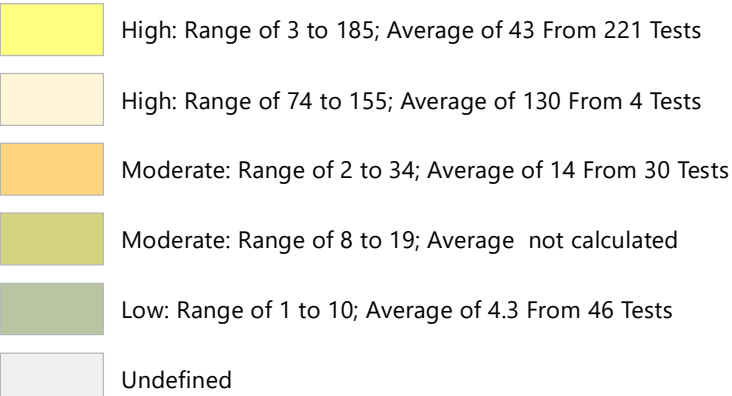 High: Range of 3 to 185; Average of 43 From 221 Tests
High: Range of 74 to 155; Average of 130 From 4 Tests
Moderate: Range of 2 to 34; Average of 14 From 30 Tests
Moderate: Range of 8 to 19; Average  not calculated
Low: Range of 1 to 10; Average of 4.3 From 46 Tests
Undefined